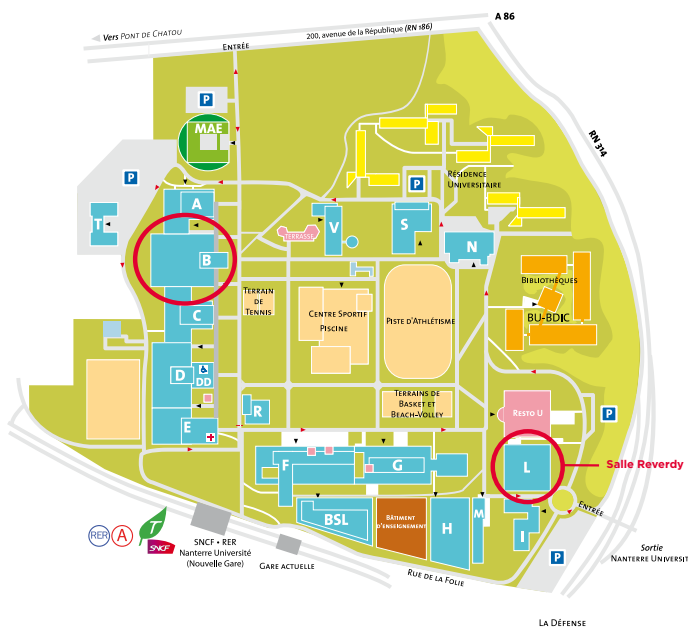 A 86
Vers PONT DE CHATOU
200, avenue de la République (RN 186)
ENTRÉE
RN 314
P
MAE
P
P
RÉSIDENCE
UNIVERSITAIRE
A
T
V
S
TERRASSE
N
B
BIBLIOTHÈQUES
TERRAIN
DE
TENNIS
CENTRE SPORTIF
PISCINE
PISTE D'ATHLÉTISME
BU-BDIC
C
D
DD
TERRAINS DE
BASKET ET
BEACH-VOLLEY
R
RESTO U
P
E
F
G
L
Salle Reverdy
BSL
BÂTIMENT
D'ENSEIGNEMENT
H
M
I
ENTRÉE
RER
A
T
SNCF
SNCF • RER
Nanterre Université
(Nouvelle Gare)
GARE ACTUELLE
RUE DE LA FOLIE
P
Sortie
NANTERRE UNIVERSIT
LA DÉFENSE